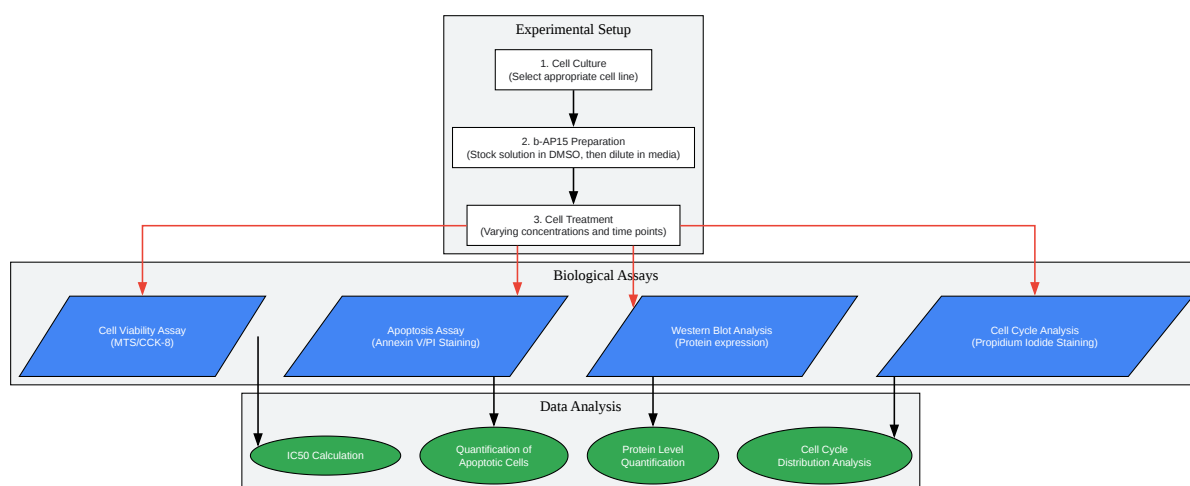 Experimental Setup
1. Cell Culture
(Select appropriate cell line)
2. b-AP15 Preparation
(Stock solution in DMSO, then dilute in media)
3. Cell Treatment
(Varying concentrations and time points)
Biological Assays
Cell Viability Assay
(MTS/CCK-8)
Apoptosis Assay
(Annexin V/PI Staining)
Western Blot Analysis
(Protein expression)
Cell Cycle Analysis
(Propidium Iodide Staining)
Data Analysis
IC50 Calculation
Quantification of
Apoptotic Cells
Protein Level
Quantification
Cell Cycle
Distribution Analysis